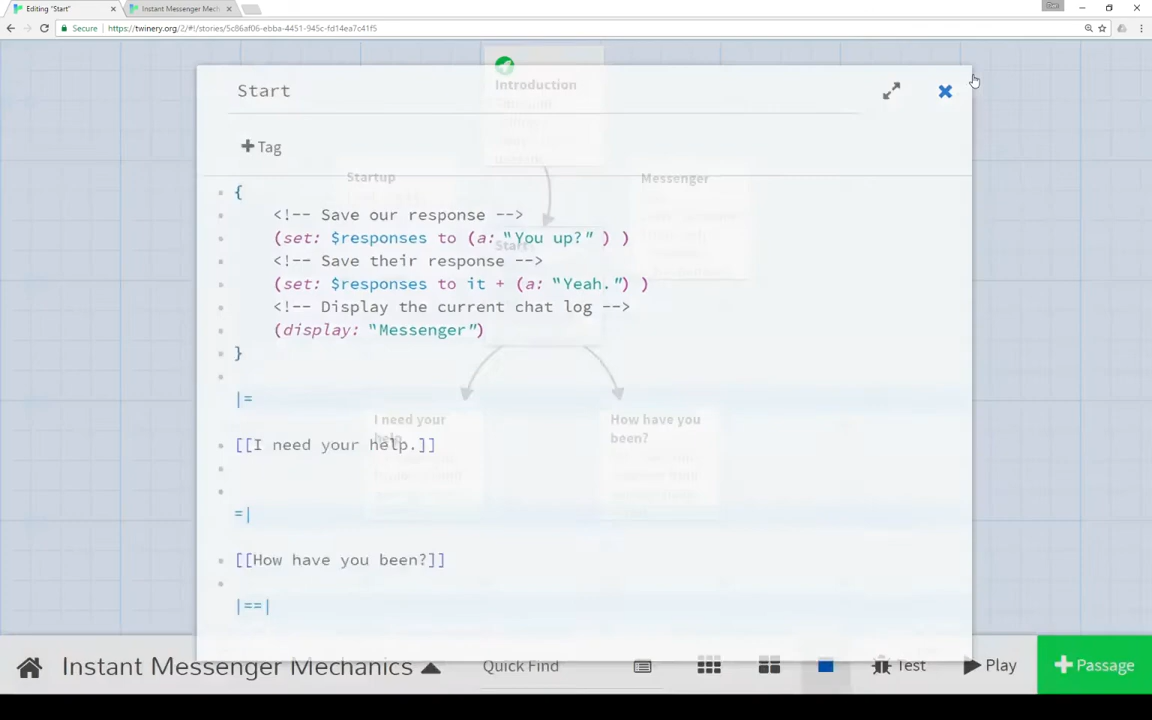 Editing "Start"
Instant Messenger Mech
Secure
https://twinery.org/2/#!/stories/5c86af06-ebba-4451-945c-fd14ea7c41f5
Start
Introduction
+Tag
Startup
Messenger
{
<!-- Save our response -->
(set: $responses to (a: "You up?" ) )
Start
<!-- Save their response -->
(set: $responses to it + (a: "Yeah.") )
<!-- Display the current chat log -->
(display: "Messenger")
}
|=
I need your
help.
How have you
been?
[[I need your help.]]
=|
[[How have you been?]]
|==|
Instant Messenger Mechanics
Quick Find
Test
Play
+Passage